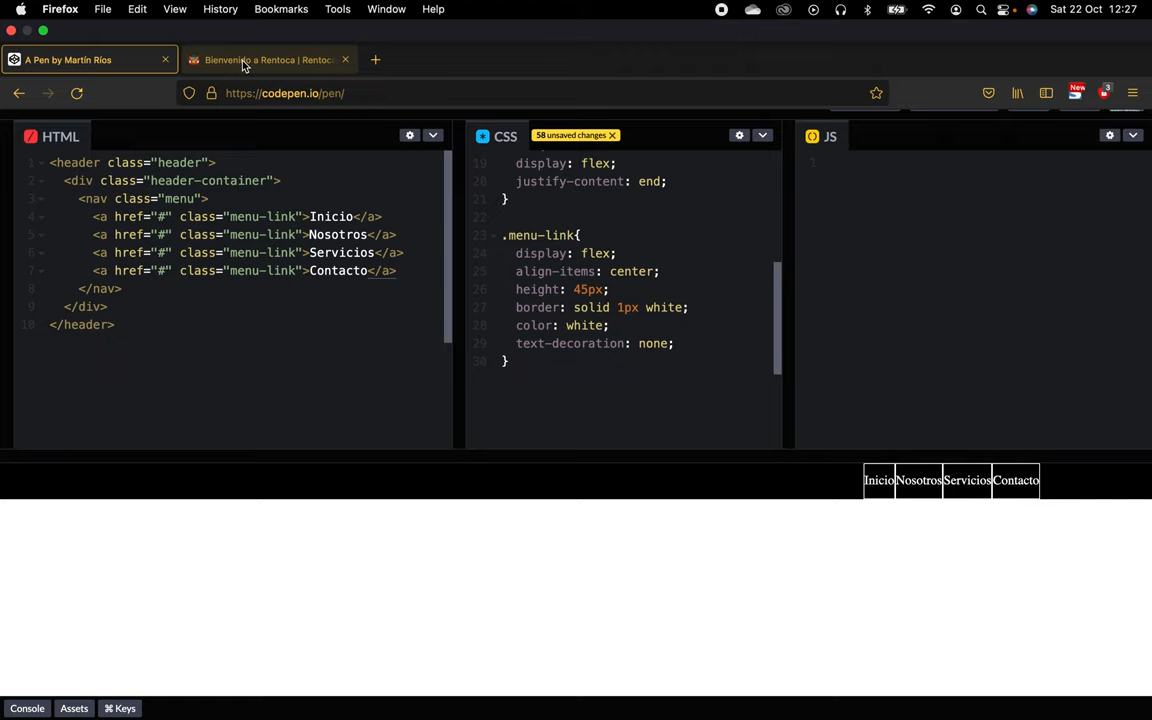 Firefox File Edit View History Bookmarks Tools Window Help Sat 22 Oct 12:27
A Pen by Martín Ríos Bienvenido a Rentoca | Rentoc
https://codepen.io/pen/ New 3
HTML CSS 58 unsaved changes JS
1 <header class="header">
2 <div class="header-container">
3 <nav class="menu">
4 <a href="#" class="menu-link">Inicio</a>
5 <a href="#" class="menu-link">Nosotros</a>
6 <a href="#" class="menu-link">Servicios</a>
7 <a href="#" class="menu-link">Contacto</a>
8 </nav>
9 </div>
10 </header>
19 display: flex;
20 justify-content: end;
21 }
22
23 .menu-link{
24 display: flex;
25 align-items: center;
26 height: 45px;
27 border: solid 1px white;
28 color: white;
29 text-decoration: none;
30 }
1
Inicio Nosotros Servicios Contacto
Console Assets ⌘ Keys